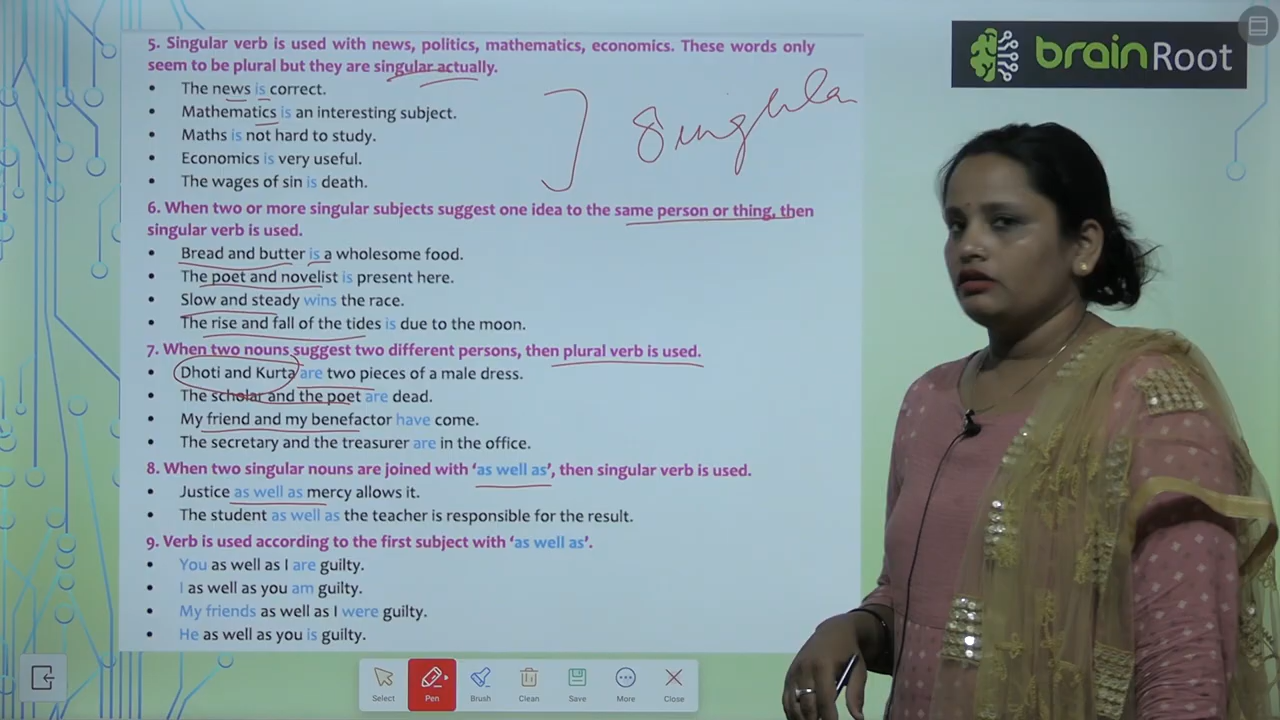 brainRoot
5. Singular verb is used with news, politics, mathematics, economics. These words only
seem to be plural but they are singular actually.
• The news is correct.
• Mathematics is an interesting subject.
• Maths is not hard to study.
• Economics is very useful.
• The wages of sin is death.
Singula
6. When two or more singular subjects suggest one idea to the same person or thing, then
singular verb is used.
• Bread and butter is a wholesome food.
• The poet and novelist is present here.
• Slow and steady wins the race.
• The rise and fall of the tides is due to the moon.
7. When two nouns suggest two different persons, then plural verb is used.
• Dhoti and Kurta are two pieces of a male dress.
• The scholar and the poet are dead.
• My friend and my benefactor have come.
• The secretary and the treasurer are in the office.
8. When two singular nouns are joined with ‘as well as’, then singular verb is used.
• Justice as well as mercy allows it.
• The student as well as the teacher is responsible for the result.
9. Verb is used according to the first subject with ‘as well as’.
• You as well as I are guilty.
• I as well as you am guilty.
• My friends as well as I were guilty.
• He as well as you is guilty.
Select Pen Brush Clean Save More Close